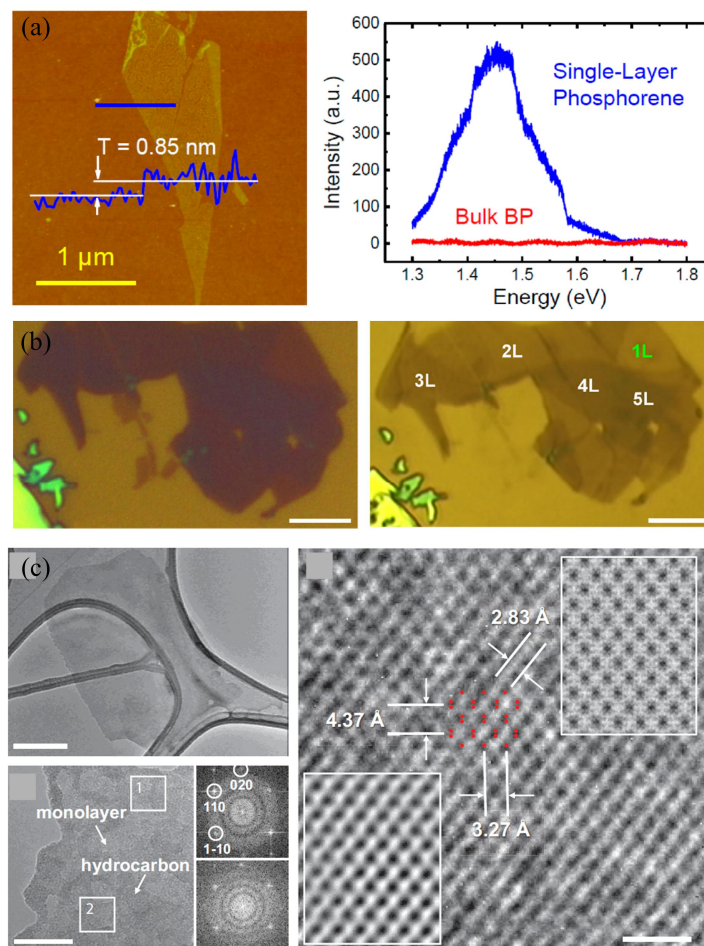 (a)
T = 0.85 nm
1 µm
Intensity (a.u.)
600
500
400
300
200
100
0
Single-Layer
Phosphorene
Bulk BP
1.3 1.4 1.5 1.6 1.7 1.8
Energy (eV)
(b)
3L
2L
1L
4L
5L
(c)
1
monolayer
hydrocarbon
2
020
110
1-10
2.83 Å
4.37 Å
3.27 Å